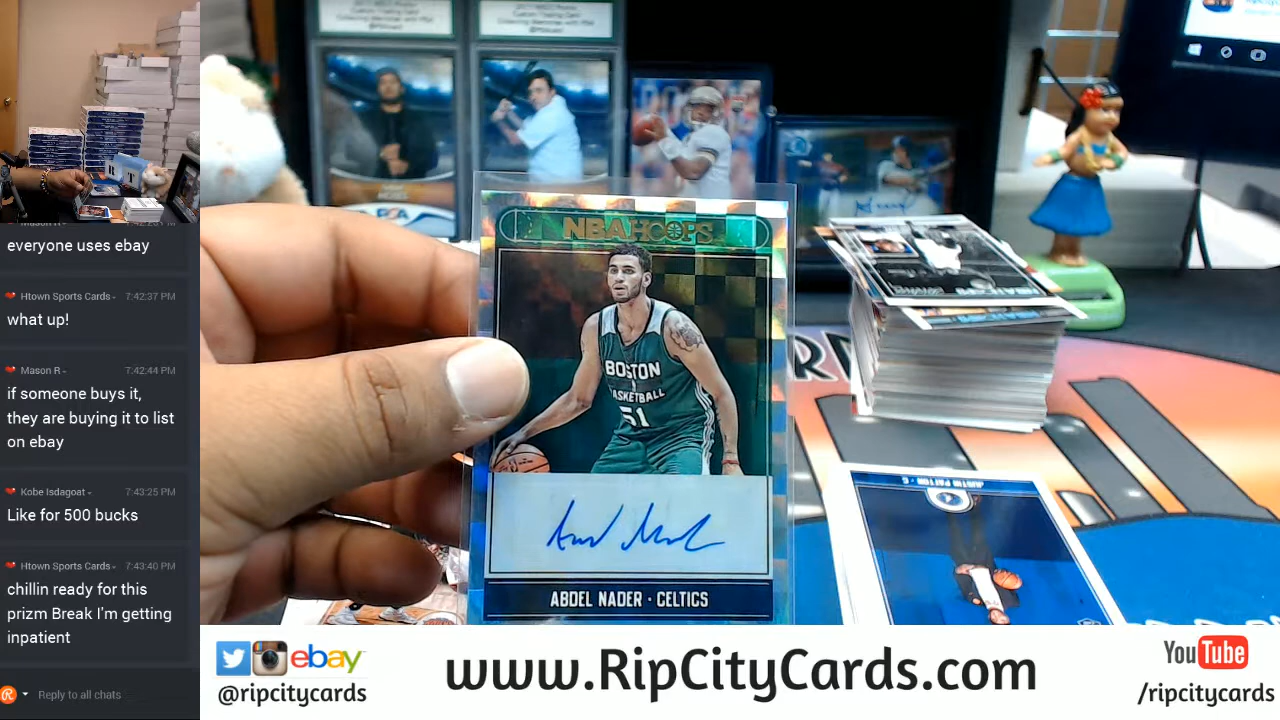 everyone uses ebay
Htown Sports Cards - 7:42:37 PM
what up!
Mason R - 7:42:44 PM
if someone buys it,
they are buying it to list
on ebay
Kobe Isdagoat - 7:43:25 PM
Like for 500 bucks
Htown Sports Cards - 7:43:40 PM
chillin ready for this
prizm Break I'm getting
inpatient
Reply to all chats
NBA HOOPS
BOSTON
BASKETBALL
51
ABDEL NADER · CELTICS
JUSTIN PATTON · C
ebay
@ripcitycards
www.RipCityCards.com
YouTube
/ripcitycards